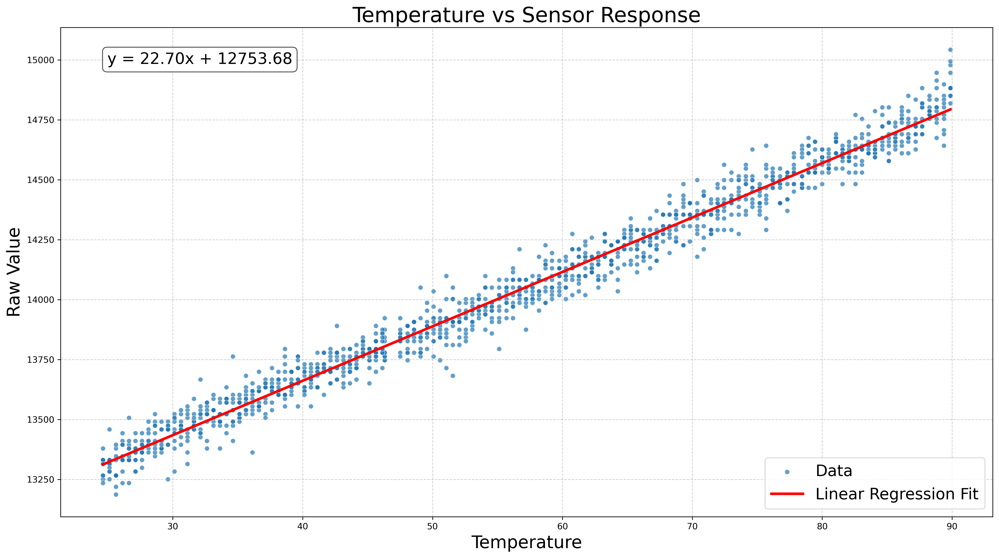 Temperature vs Sensor Response
y = 22.70x + 12753.68
Raw Value
15000
14750
14500
14250
14000
13750
13500
13250
30 40 50 60 70 80 90
Temperature
Data
Linear Regression Fit